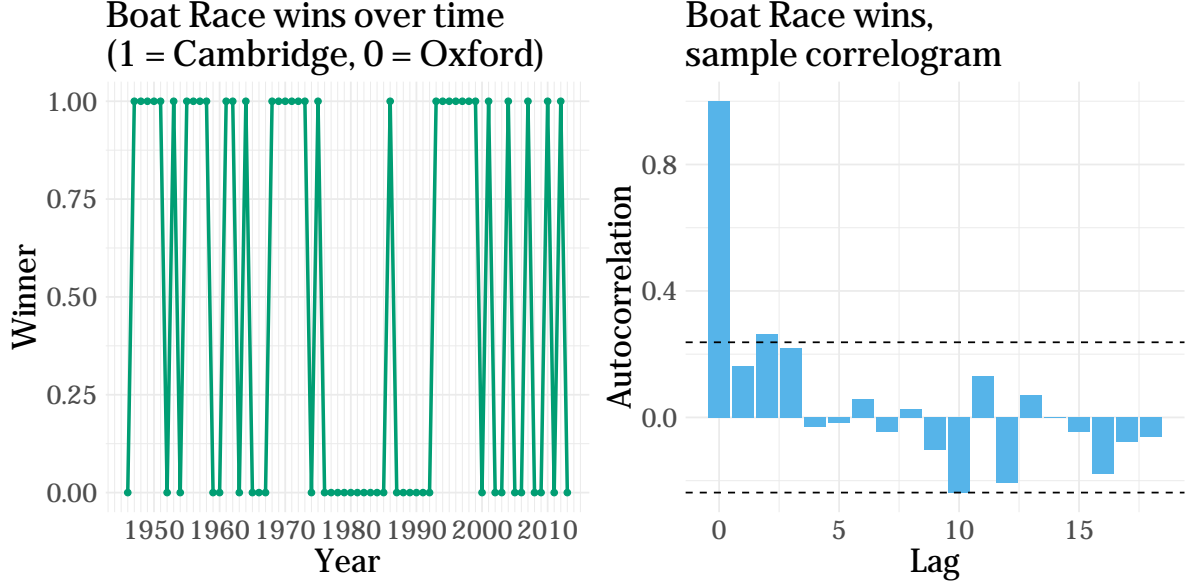 Boat Race wins over time
(1 = Cambridge, 0 = Oxford)
Winner
1.00
0.75
0.50
0.25
0.00
1950 1960 1970 1980 1990 2000 2010
Year
Boat Race wins,
sample correlogram
Autocorrelation
0.8
0.4
0.0
0 5 10 15
Lag